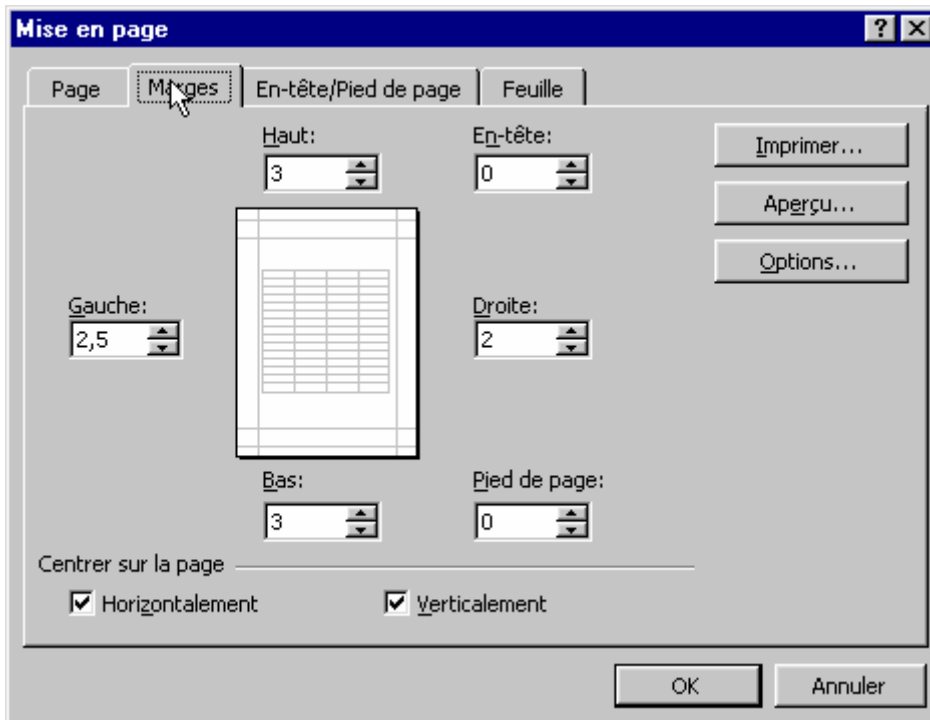 Mise en page
Page Marges En-tête/Pied de page Feuille
Haut: En-tête:
3 0
Imprimer...
Aperçu...
Options...
Gauche: Droite:
2,5 2
Bas: Pied de page:
3 0
Centrer sur la page
Horizontalement Verticalement
OK Annuler